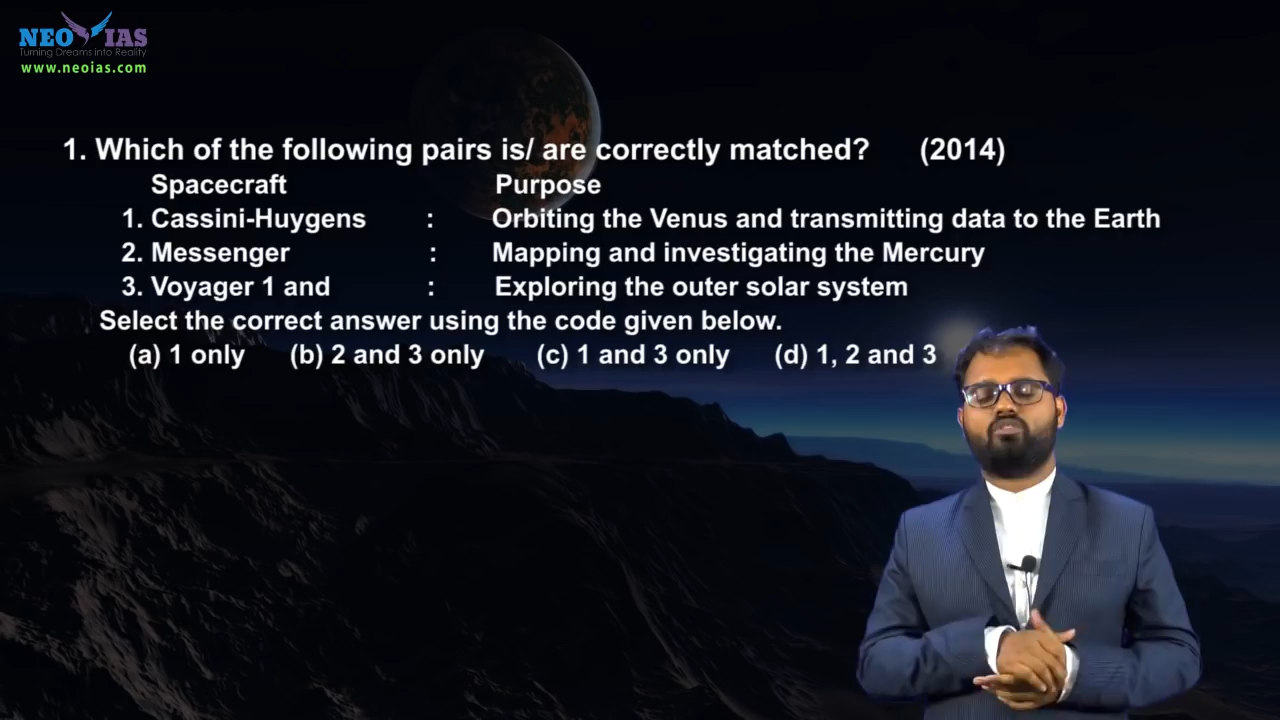 NEO IAS
Turning Dreams into Reality
www.neoias.com
1. Which of the following pairs is/ are correctly matched? (2014)
Spacecraft Purpose
1. Cassini-Huygens : Orbiting the Venus and transmitting data to the Earth
2. Messenger : Mapping and investigating the Mercury
3. Voyager 1 and : Exploring the outer solar system
Select the correct answer using the code given below.
(a) 1 only (b) 2 and 3 only (c) 1 and 3 only (d) 1, 2 and 3